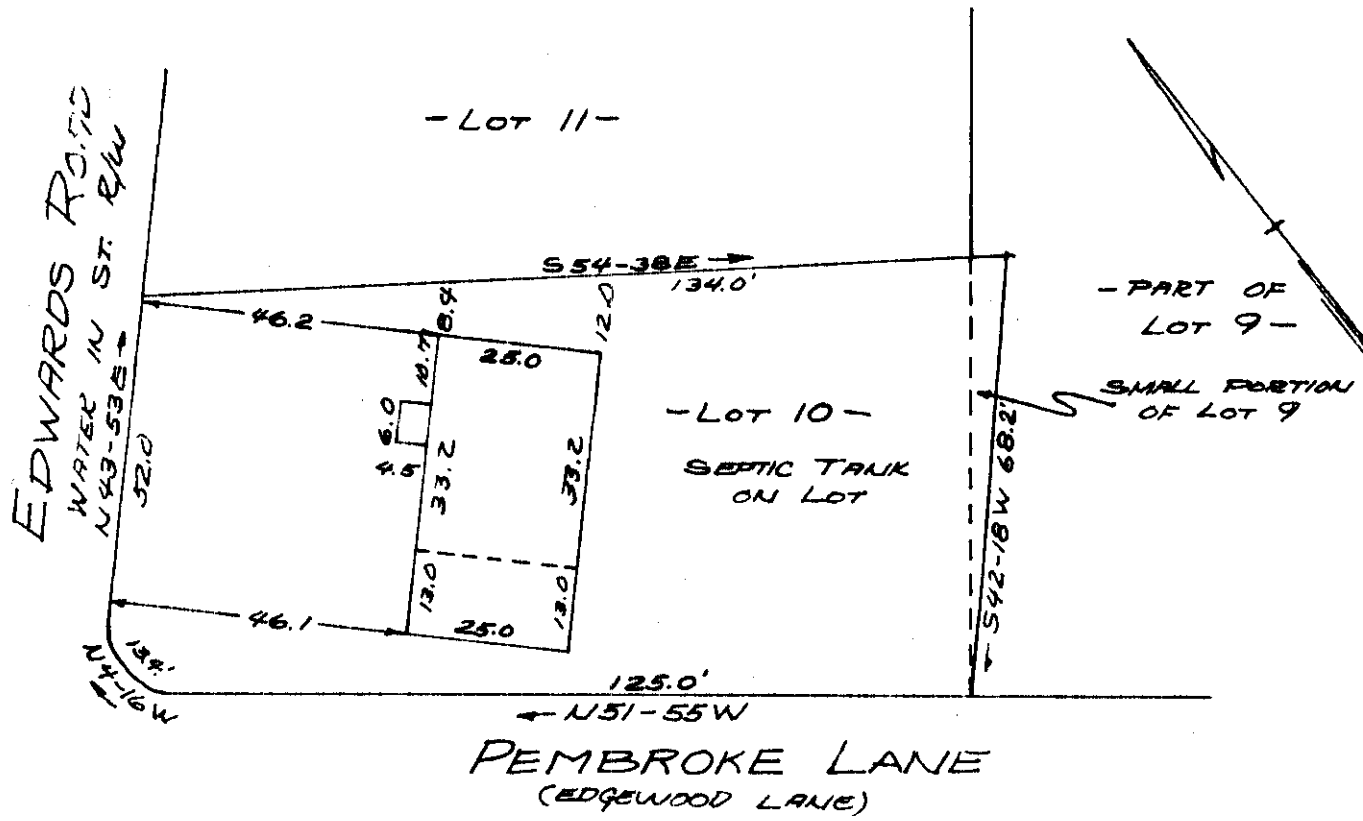 - LOT 11 -
EDWARDS ROAD
WATER IN ST. R/W
N43-53E
52.0
S54-38E
134.0'
46.2
8.4
12.0
25.0
10.7
6.0
4.5
33.2
33.2
- LOT 10 -
SEPTIC TANK
ON LOT
- PART OF
LOT 9 -
SMALL PORTION
OF LOT 9
S42-18W 68.2'
13.0
13.0
46.1
25.0
N4-16W
125.0'
N51-55W
PEMBROKE LANE
(EDGEWOOD LANE)